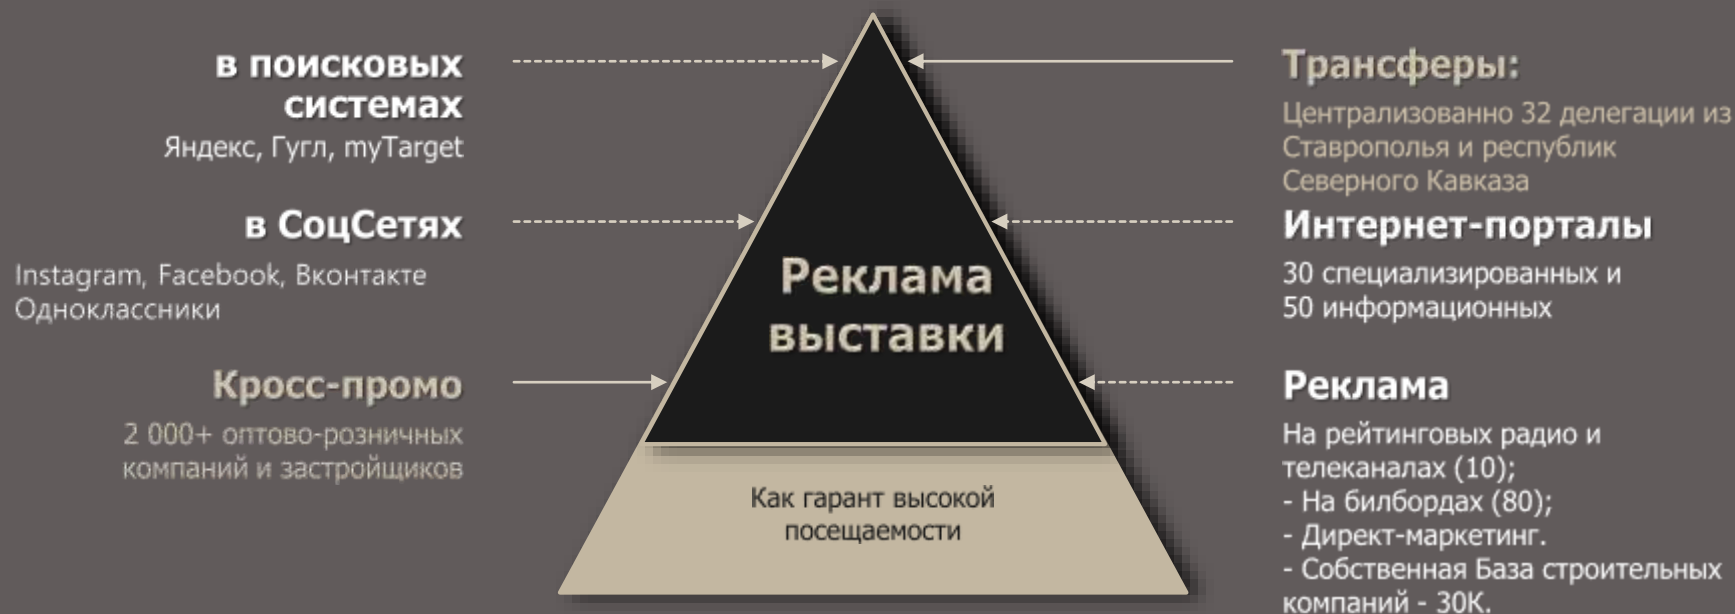 в поисковых
системах
Яндекс, Гугл, myTarget
в СоцСетях
Instagram, Facebook, Вконтакте
Одноклассники
Кросс-промо
2 000+ оптово-розничных
компаний и застройщиков
Реклама
выставки
Как гарант высокой
посещаемости
Трансферы:
Централизованно 32 делегации из
Ставрополья и республик
Северного Кавказа
Интернет-порталы
30 специализированных и
50 информационных
Реклама
На рейтинговых радио и
телеканалах (10);
- На билбордах (80);
- Директ-маркетинг.
- Собственная База строительных
компаний - 30К.